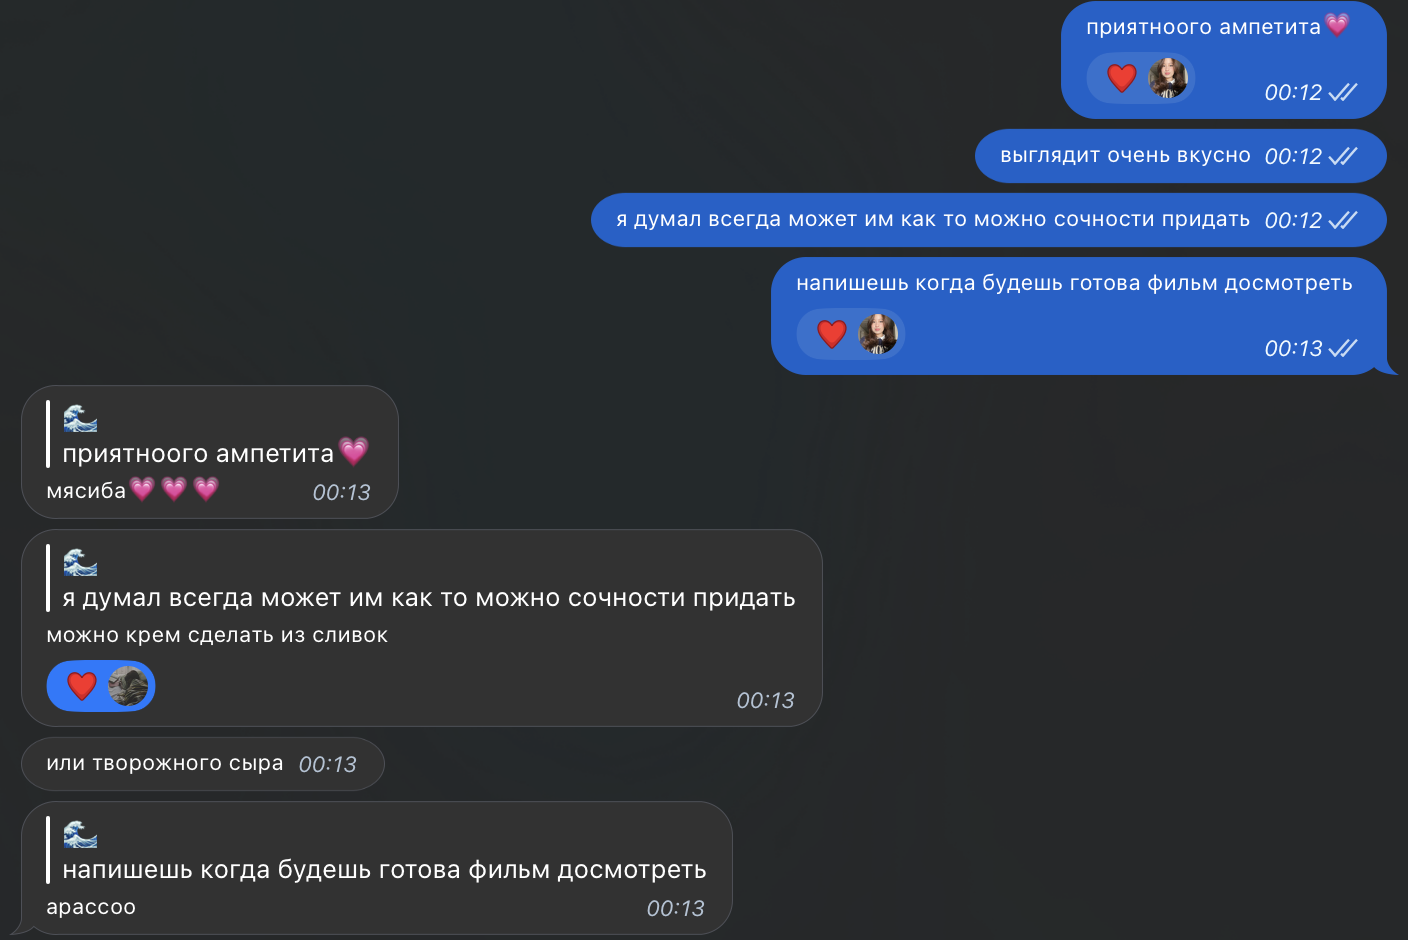 приятноого ампетита💗
❤️
00:12
выглядит очень вкусно 00:12
я думал всегда может им как то можно сочности придать 00:12
напишешь когда будешь готова фильм досмотреть
❤️
00:13
🌊
приятноого ампетита💗
мясиба💗💗💗 00:13
🌊
я думал всегда может им как то можно сочности придать
можно крем сделать из сливок
❤️
00:13
или творожного сыра 00:13
🌊
напишешь когда будешь готова фильм досмотреть
арассоо 00:13